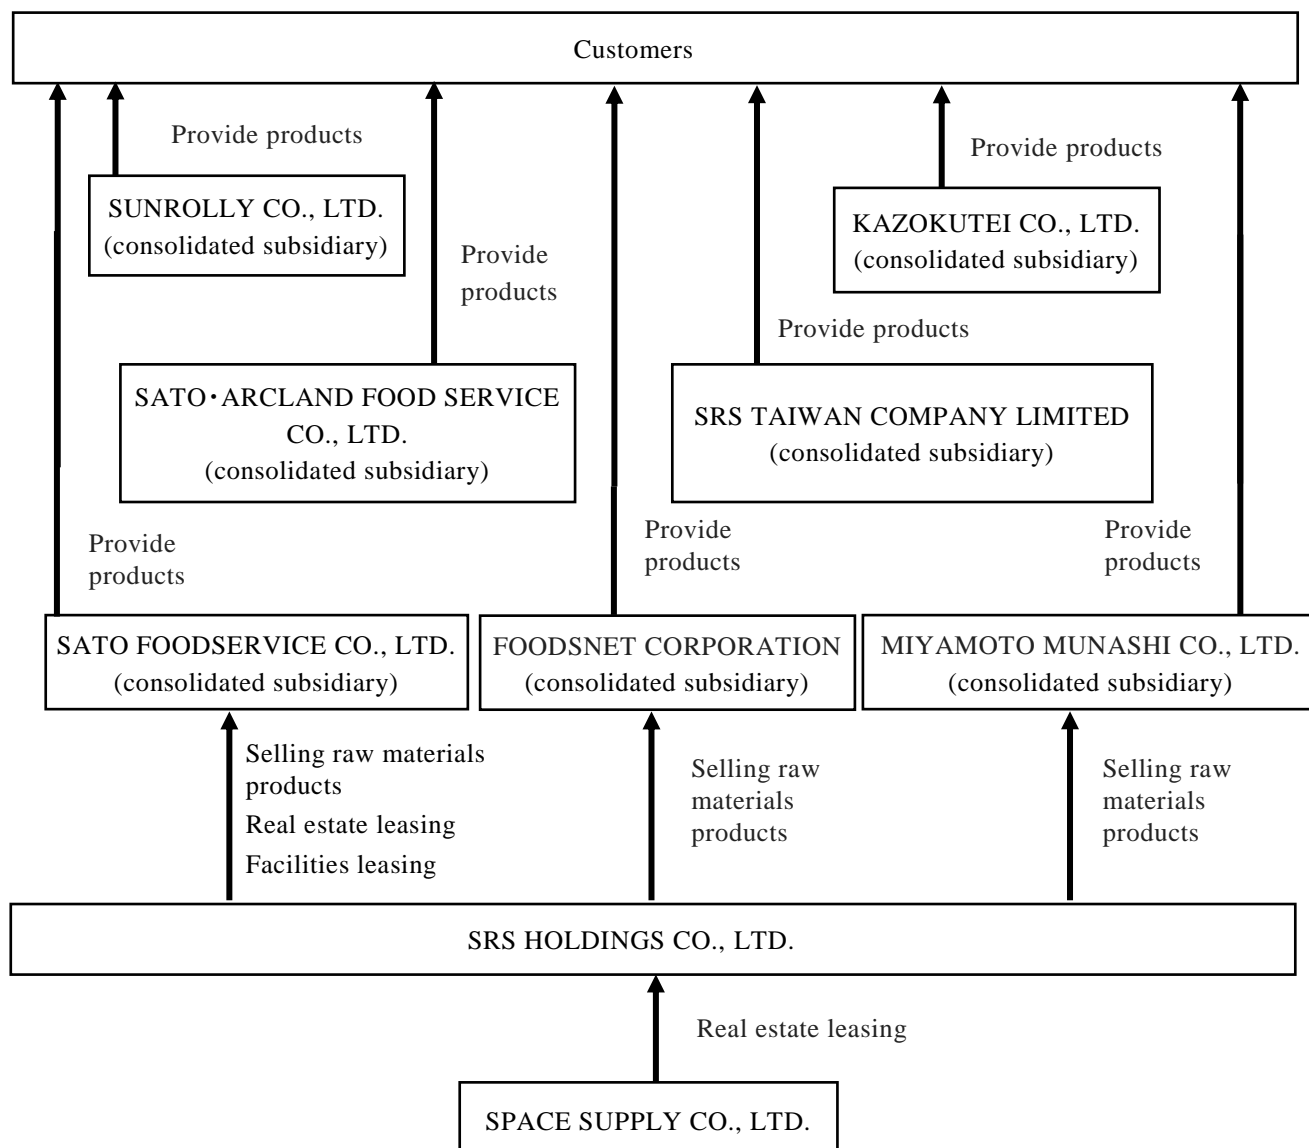 Customers
Provide products
Provide products
SUNROLLY CO., LTD.
(consolidated subsidiary)
KAZOKUTEI CO., LTD.
(consolidated subsidiary)
Provide
products
Provide products
SATO・ARCLAND FOOD SERVICE
CO., LTD.
(consolidated subsidiary)
SRS TAIWAN COMPANY LIMITED
(consolidated subsidiary)
Provide
products
Provide
products
Provide
products
SATO FOODSERVICE CO., LTD.
(consolidated subsidiary)
FOODSNET CORPORATION
(consolidated subsidiary)
MIYAMOTO MUNASHI CO., LTD.
(consolidated subsidiary)
Selling raw materials
products
Real estate leasing
Facilities leasing
Selling raw
materials
products
Selling raw
materials
products
SRS HOLDINGS CO., LTD.
Real estate leasing
SPACE SUPPLY CO., LTD.